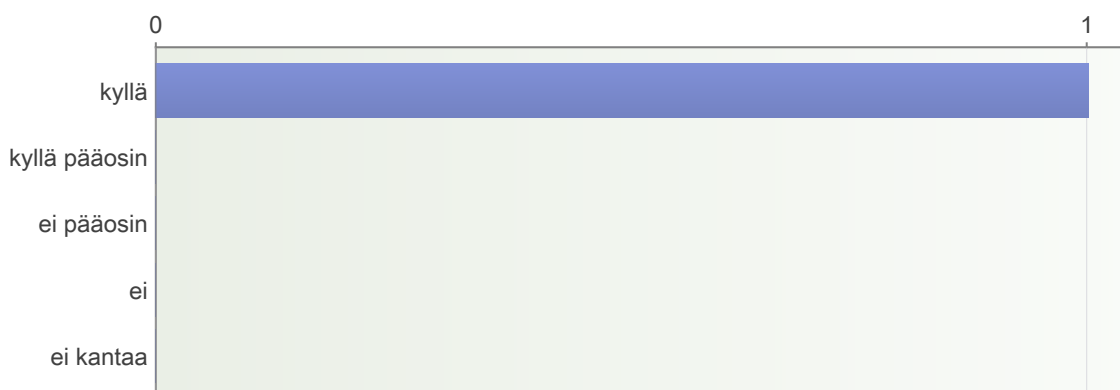 0 1
kyllä
kyllä pääosin
ei pääosin
ei
ei kantaa